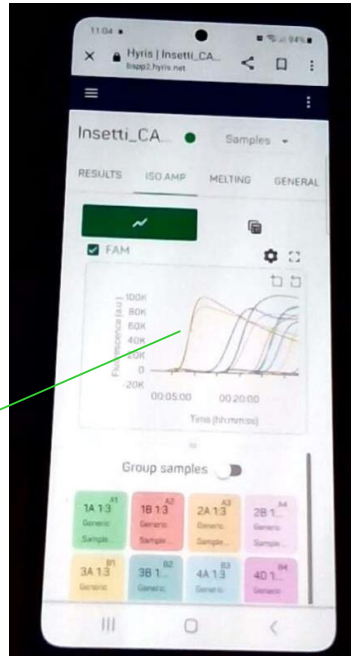 11:04
94%
Hyris | Insetti_CA...
bapp2.hyris.net
Insetti_CA...
Samples
RESULTS
ISO AMP
MELTING
GENERAL
FAM
Fluorescence (a.u.)
100K
80K
60K
40K
20K
0
-20K
00:05:00
00:20:00
Time (hh:mm:ss)
Group samples
A1
1A 1:3
Generic
Sample...
A2
1B 1:3
Generic
Sample...
A3
2A 1:3
Generic
Sample...
A4
2B 1:...
Generic
Sample...
B1
3A 1:3
Generic
B2
3B 1:...
Generic
B3
4A 1:3
Generic
B4
4D 1:...
Generic